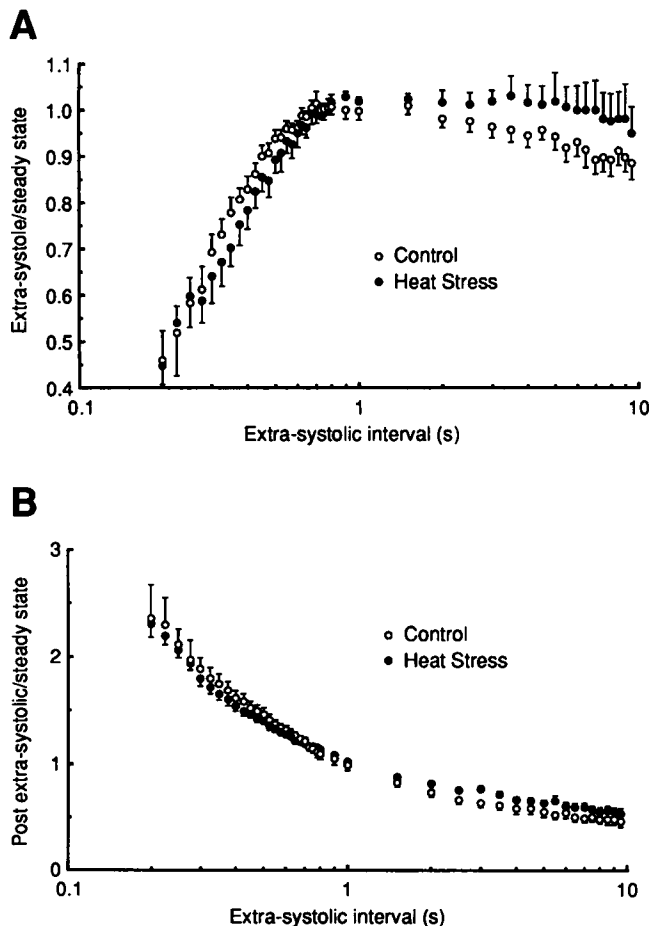 A
Extra-systole/steady state
1.1
1.0
0.9
0.8
0.7
0.6
0.5
0.4
Control
Heat Stress
0.1
1
10
Extra-systolic interval (s)
B
Post extra-systolic/steady state
3
2
1
0
Control
Heat Stress
0.1
1
10
Extra-systolic interval (s)